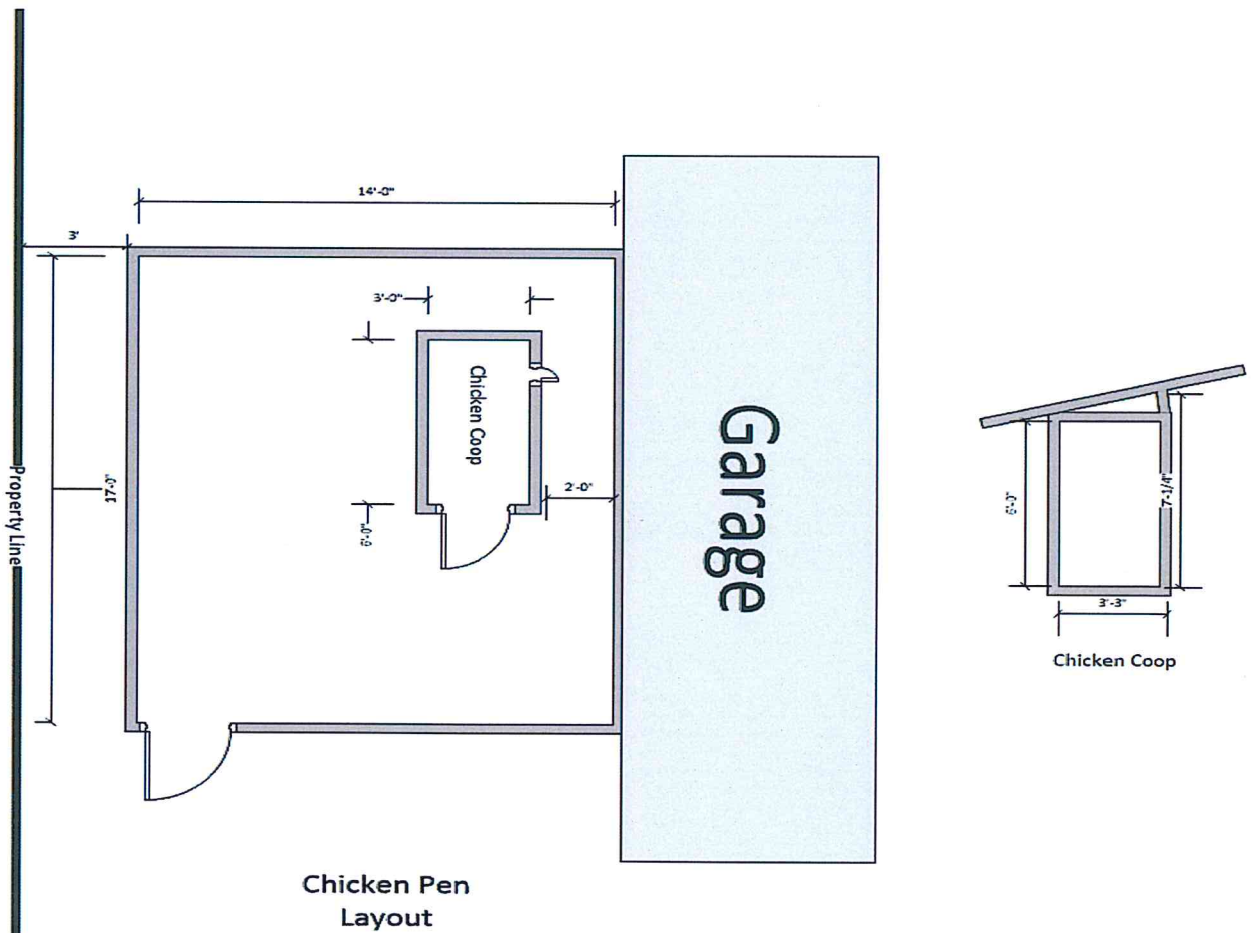 14'-0"
3'
3'-0"
Chicken Coop
6'-0"
2'-0"
17'-0"
Property Line
Garage
6'-0"
7'-1/4"
3'-3"
Chicken Coop
Chicken Pen
Layout